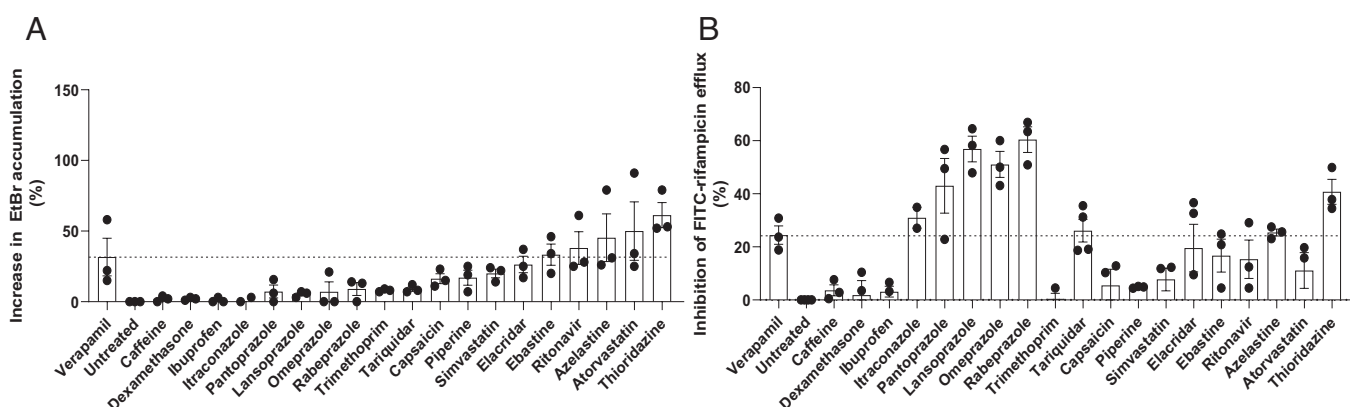 A
Increase in EtBr accumulation
(%)
150
100
50
0
Verapamil
Untreated
Caffeine
Dexamethasone
Ibuprofen
Itraconazole
Pantoprazole
Lansoprazole
Omeprazole
Rabeprazole
Trimethoprim
Tariquidar
Capsaicin
Piperine
Simvastatin
Elacridar
Ebastine
Ritonavir
Azelastine
Atorvastatin
Thioridazine
B
Inhibition of FITC-rifampicin efflux
(%)
80
60
40
20
0
Verapamil
Untreated
Caffeine
Dexamethasone
Ibuprofen
Itraconazole
Pantoprazole
Lansoprazole
Omeprazole
Rabeprazole
Trimethoprim
Tariquidar
Capsaicin
Piperine
Simvastatin
Elacridar
Ebastine
Ritonavir
Azelastine
Atorvastatin
Thioridazine